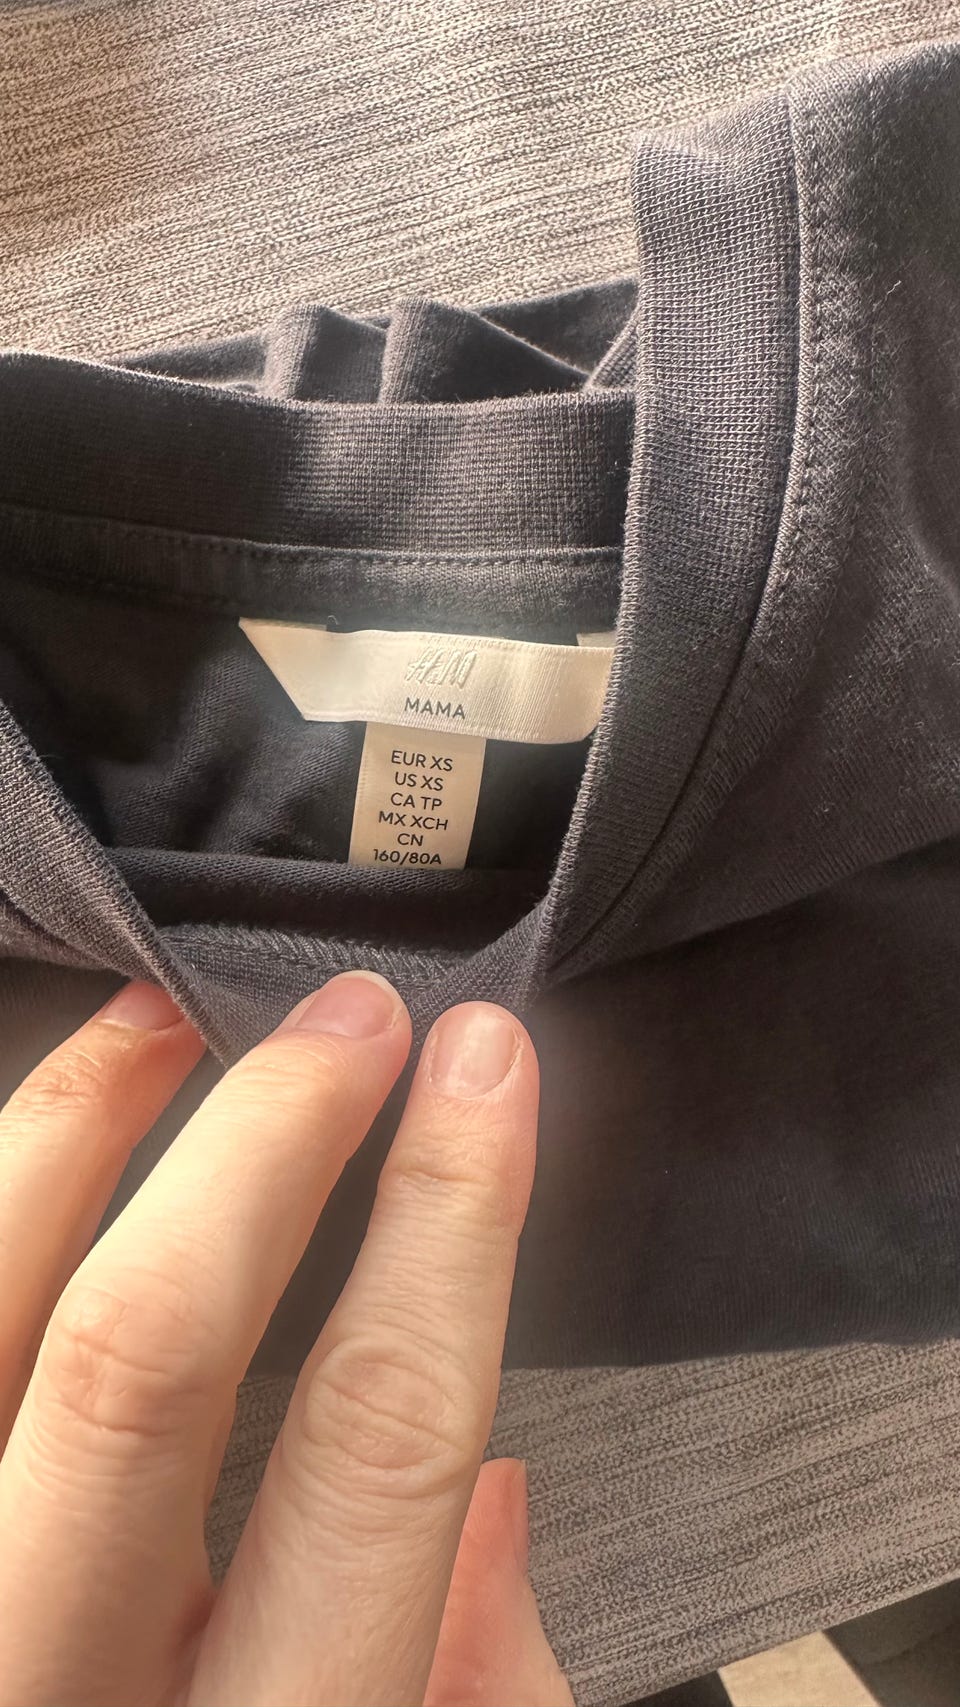 H&M
MAMA
EUR XS
US XS
CA TP
MX XCH
CN
160/80A